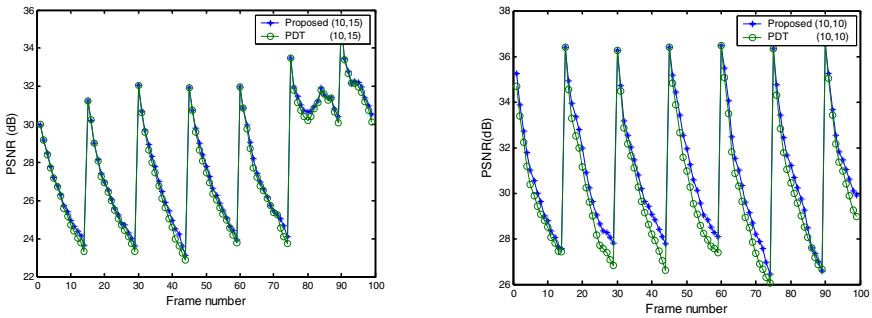 36
34
32
30
28
26
24
22
PSNR (dB)
Proposed (10,15)
PDT (10,15)
0 10 20 30 40 50 60 70 80 90 100
Frame number
38
36
34
32
30
28
26
PSNR(dB)
Proposed (10,10)
PDT (10,10)
0 10 20 30 40 50 60 70 80 90 100
Frame number